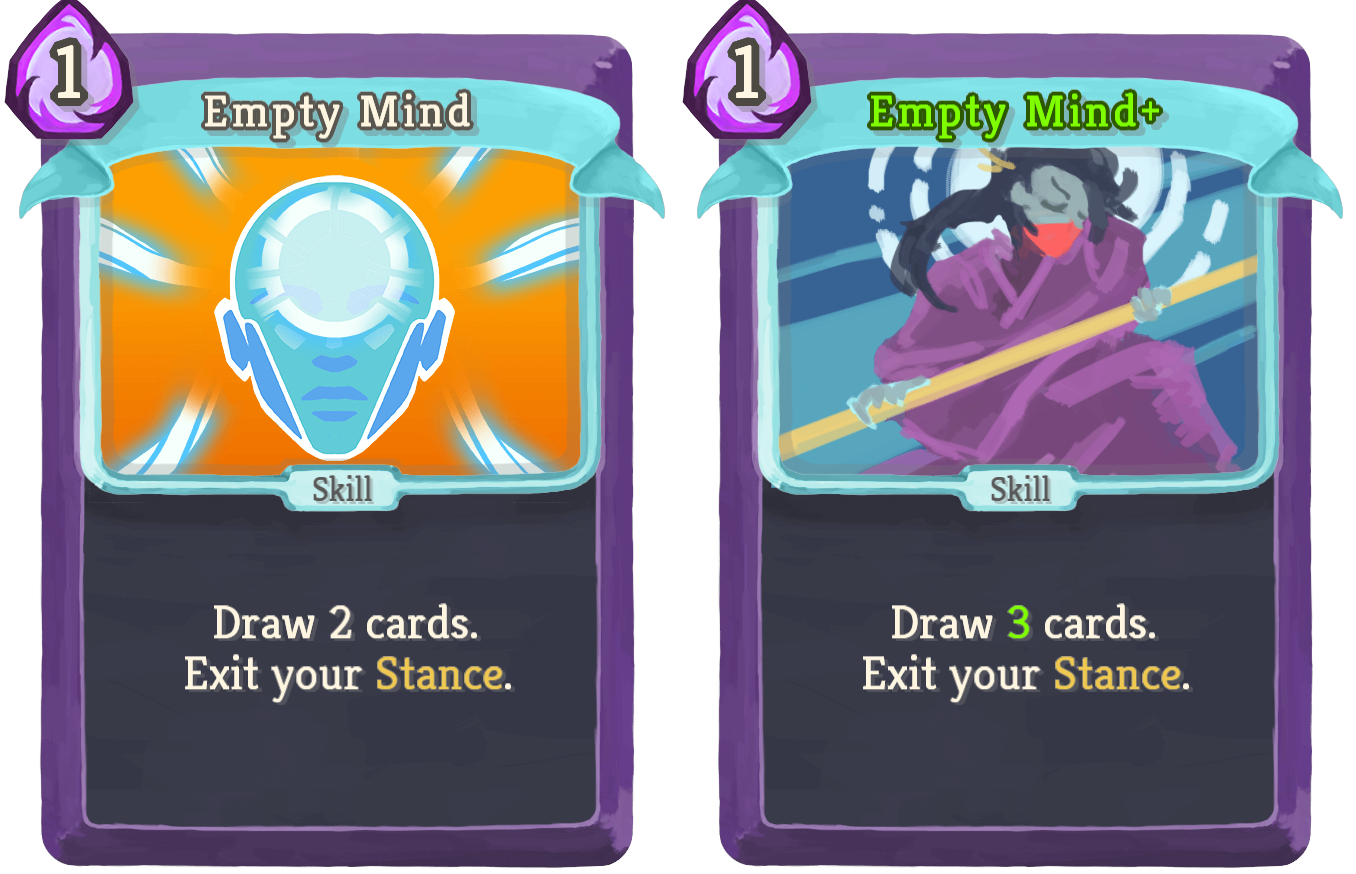 1
Empty Mind
Skill
Draw 2 cards.
Exit your Stance.
1
Empty Mind+
Skill
Draw 3 cards.
Exit your Stance.